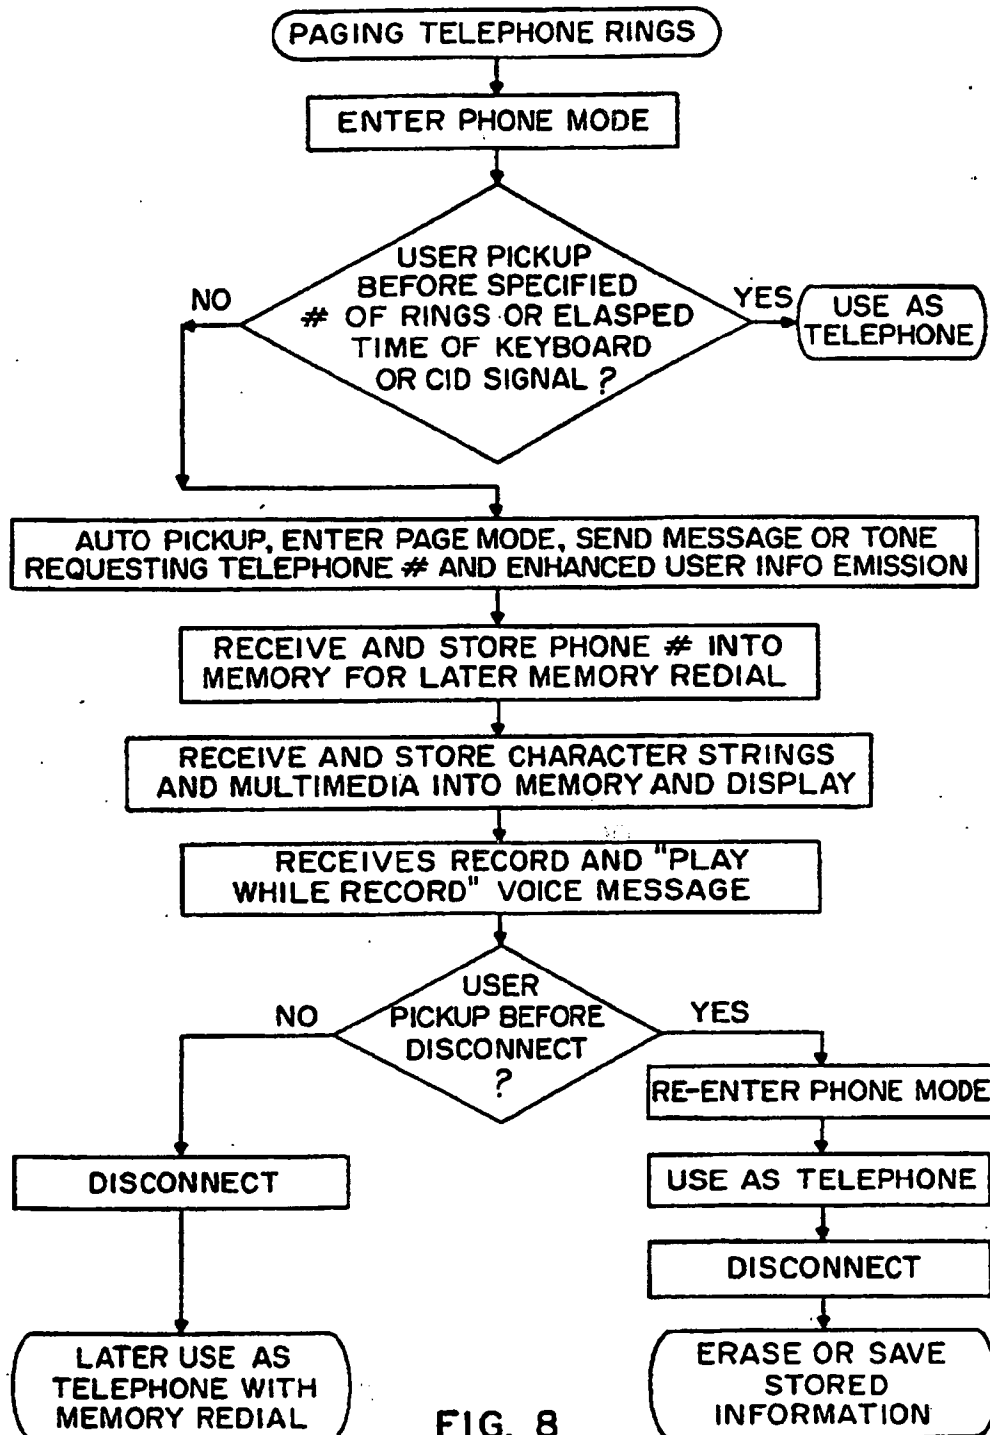 PAGING TELEPHONE RINGS
ENTER PHONE MODE
USER PICKUP
BEFORE SPECIFIED
# OF RINGS OR ELASPED
TIME OF KEYBOARD
OR CID SIGNAL ?
NO
YES
USE AS
TELEPHONE
AUTO PICKUP, ENTER PAGE MODE, SEND MESSAGE OR TONE
REQUESTING TELEPHONE # AND ENHANCED USER INFO EMISSION
RECEIVE AND STORE PHONE # INTO
MEMORY FOR LATER MEMORY REDIAL
RECEIVE AND STORE CHARACTER STRINGS
AND MULTIMEDIA INTO MEMORY AND DISPLAY
RECEIVES RECORD AND "PLAY
WHILE RECORD" VOICE MESSAGE
USER
PICKUP BEFORE
DISCONNECT
?
NO
YES
DISCONNECT
LATER USE AS
TELEPHONE WITH
MEMORY REDIAL
RE-ENTER PHONE MODE
USE AS TELEPHONE
DISCONNECT
ERASE OR SAVE
STORED
INFORMATION
FIG. 8